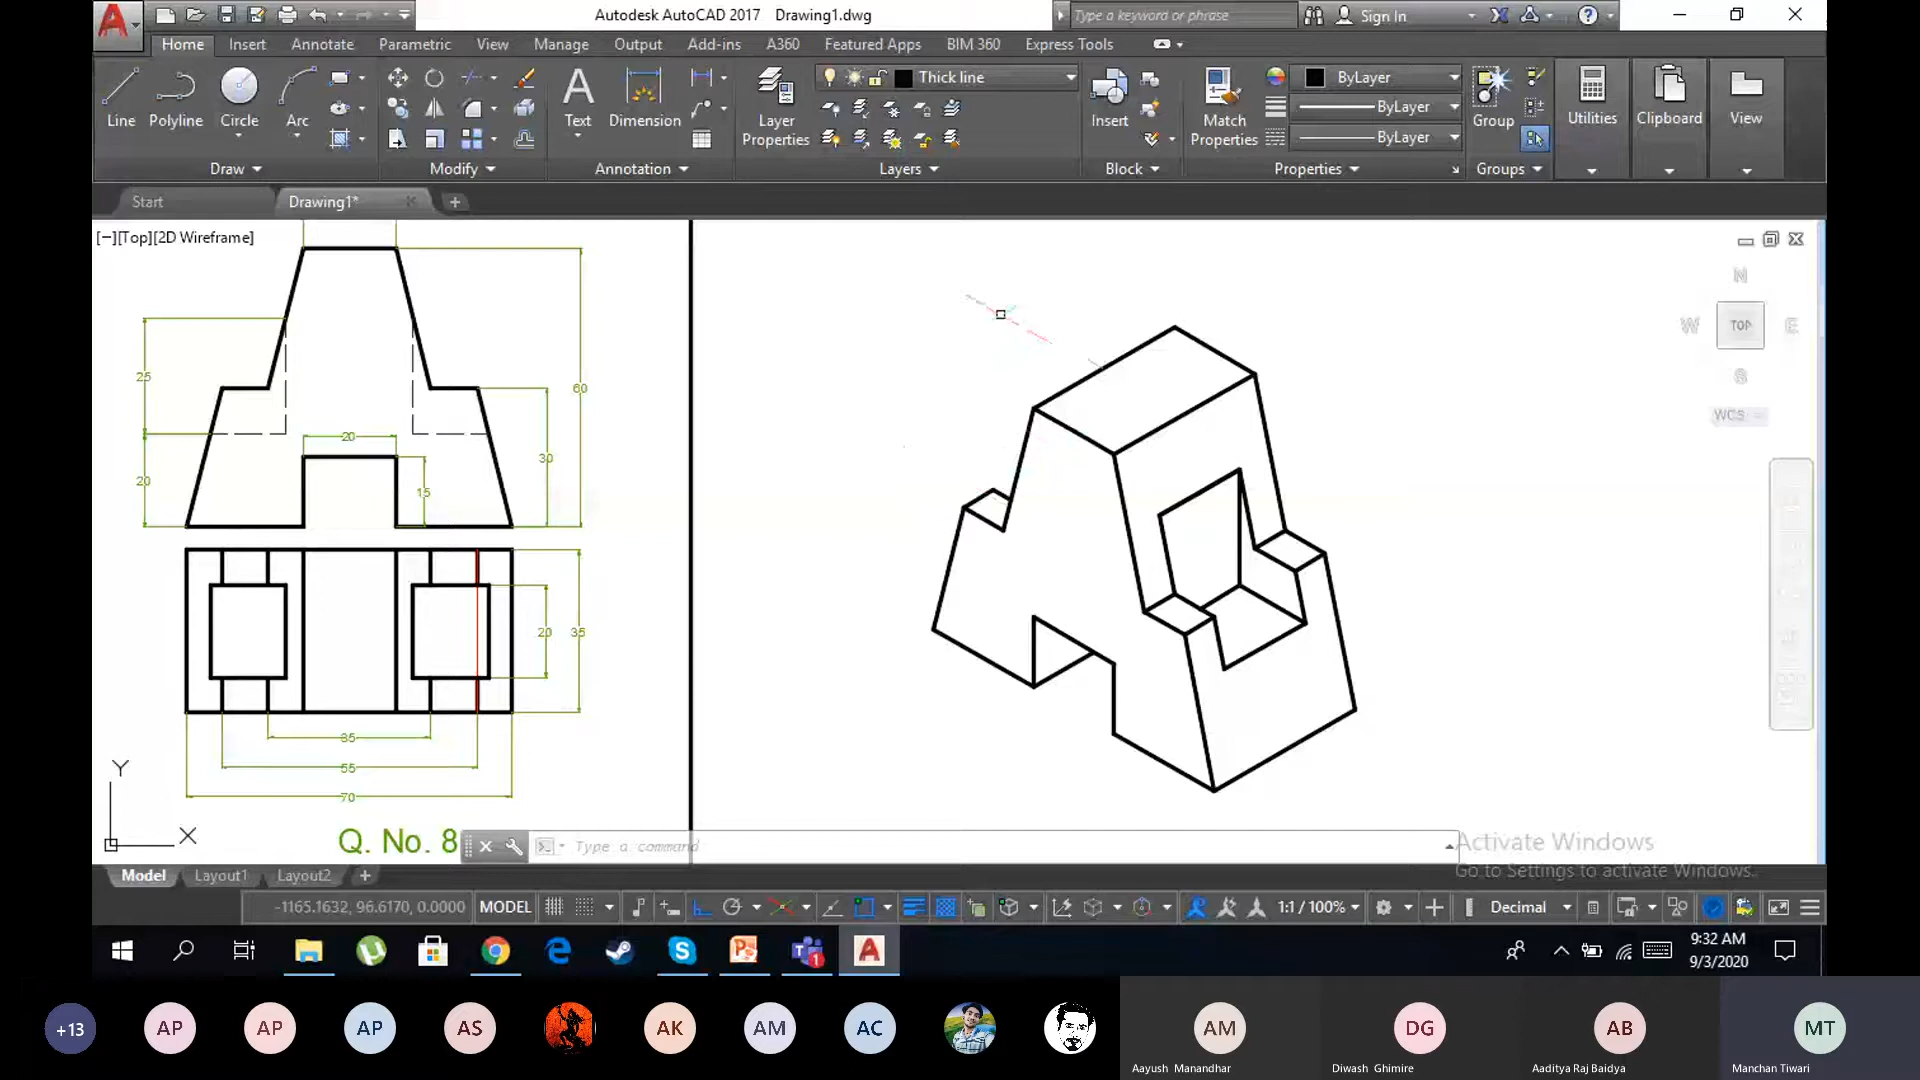 Autodesk AutoCAD 2017 Drawing1.dwg
Type a keyword or phrase
Sign In
Home Insert Annotate Parametric View Manage Output Add-ins A360 Featured Apps BIM 360 Express Tools
Line Polyline Circle Arc
Text Dimension
Layer Properties
Thick line
Insert
Match Properties
ByLayer
ByLayer
ByLayer
Group
Utilities
Clipboard
View
Draw Modify Annotation Layers Block Properties Groups
Start Drawing1*
[−][Top][2D Wireframe]
N
W TOP E
S
WCS
25
60
20
30
20
15
20
35
35
55
70
Y
X
Q. No. 8
Type a command
Activate Windows
Go to Settings to activate Windows.
Model Layout1 Layout2
-1165.1632, 96.6170, 0.0000 MODEL 1:1 / 100% Decimal
9:32 AM
9/3/2020
1
+13 AP AP AP AS AK AM AC AM DG AB MT
Aayush Manandhar Diwash Ghimire Aaditya Raj Baidya Manchan Tiwari